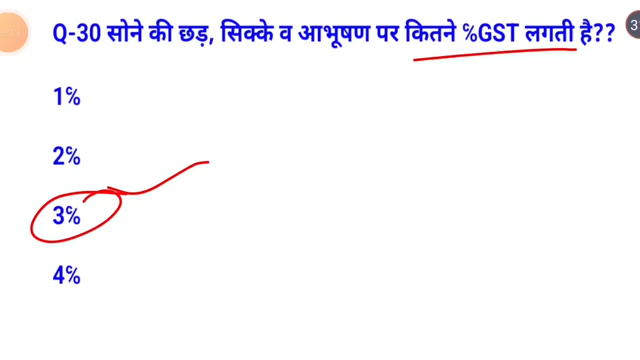 Q-30 सोने की छड़, सिक्के व आभूषण पर कितने %GST लगती है??
1%
2%
3%
4%